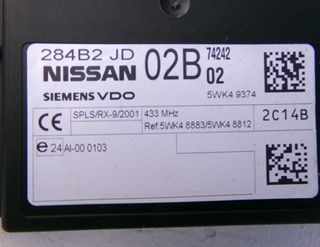 284B2 JD 02B 74242
NISSAN 02
SIEMENS VDO 5WK4 9374
CE SPLS/RX-9/2001 433 MHz 2C14B
Ref:5WK4 8883/5WK4 8812
e 24 AI-00 0103